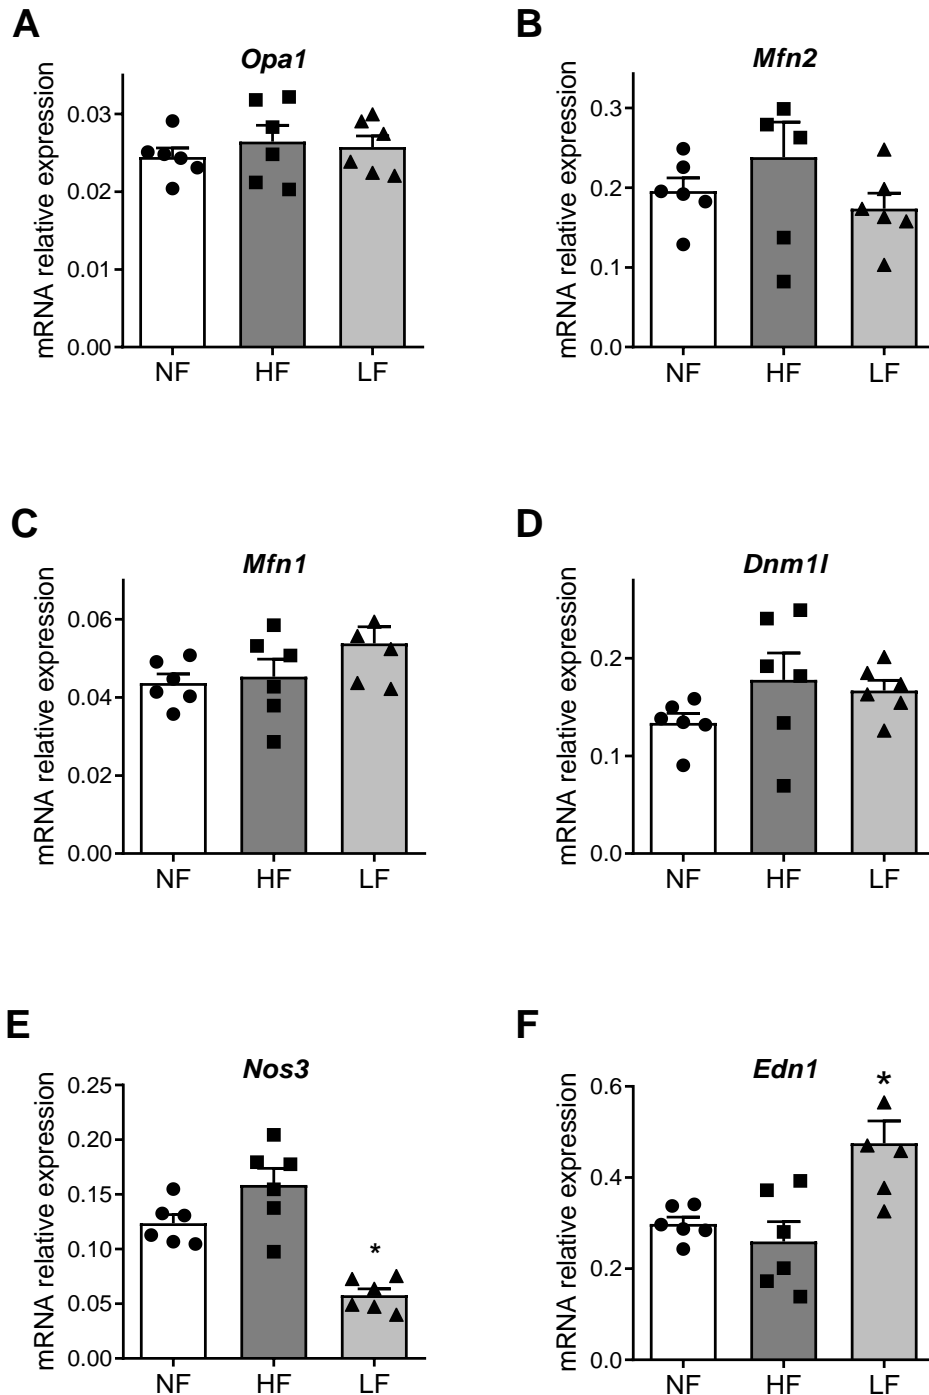 A
Opa1
mRNA relative expression
0.03
0.02
0.01
0.00
NF HF LF
B
Mfn2
mRNA relative expression
0.3
0.2
0.1
0.0
NF HF LF
C
Mfn1
mRNA relative expression
0.06
0.04
0.02
0.00
NF HF LF
D
Dnm1l
mRNA relative expression
0.2
0.1
0.0
NF HF LF
E
Nos3
mRNA relative expression
0.25
0.20
0.15
0.10
0.05
0.00
*
NF HF LF
F
Edn1
mRNA relative expression
0.6
0.4
0.2
0.0
*
NF HF LF